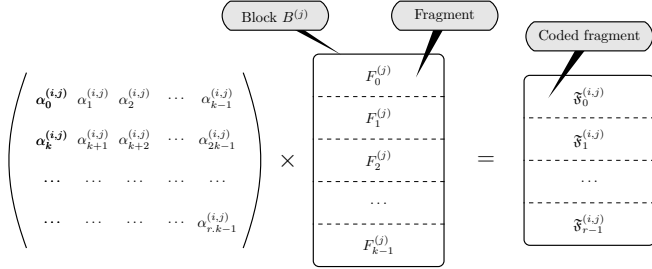 Block B^(j)
Fragment
Coded fragment
α_0^(i,j) α_1^(i,j) α_2^(i,j) ⋯ α_{k−1}^(i,j)
α_k^(i,j) α_{k+1}^(i,j) α_{k+2}^(i,j) ⋯ α_{2k−1}^(i,j)
⋯ ⋯ ⋯ ⋯ ⋯
⋯ ⋯ ⋯ ⋯ α_{r.k−1}^(i,j)
×
F_0^(j)
F_1^(j)
F_2^(j)
⋯
F_{k−1}^(j)
=
𝕱_0^(i,j)
𝕱_1^(i,j)
⋯
𝕱_{r−1}^(i,j)